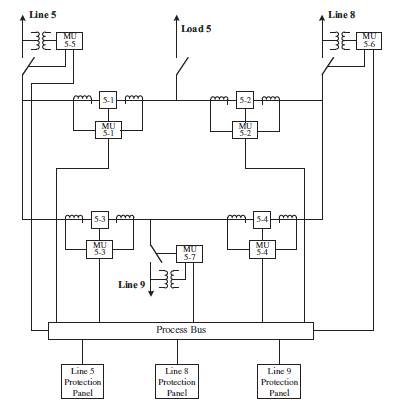 Line 5
Line 8
MU
5-5
Load 5
MU
5-6
5-1
5-2
MU
5-1
MU
5-2
5-3
5-4
MU
5-3
MU
5-7
MU
5-4
Line 9
Process Bus
Line 5
Protection
Panel
Line 8
Protection
Panel
Line 9
Protection
Panel